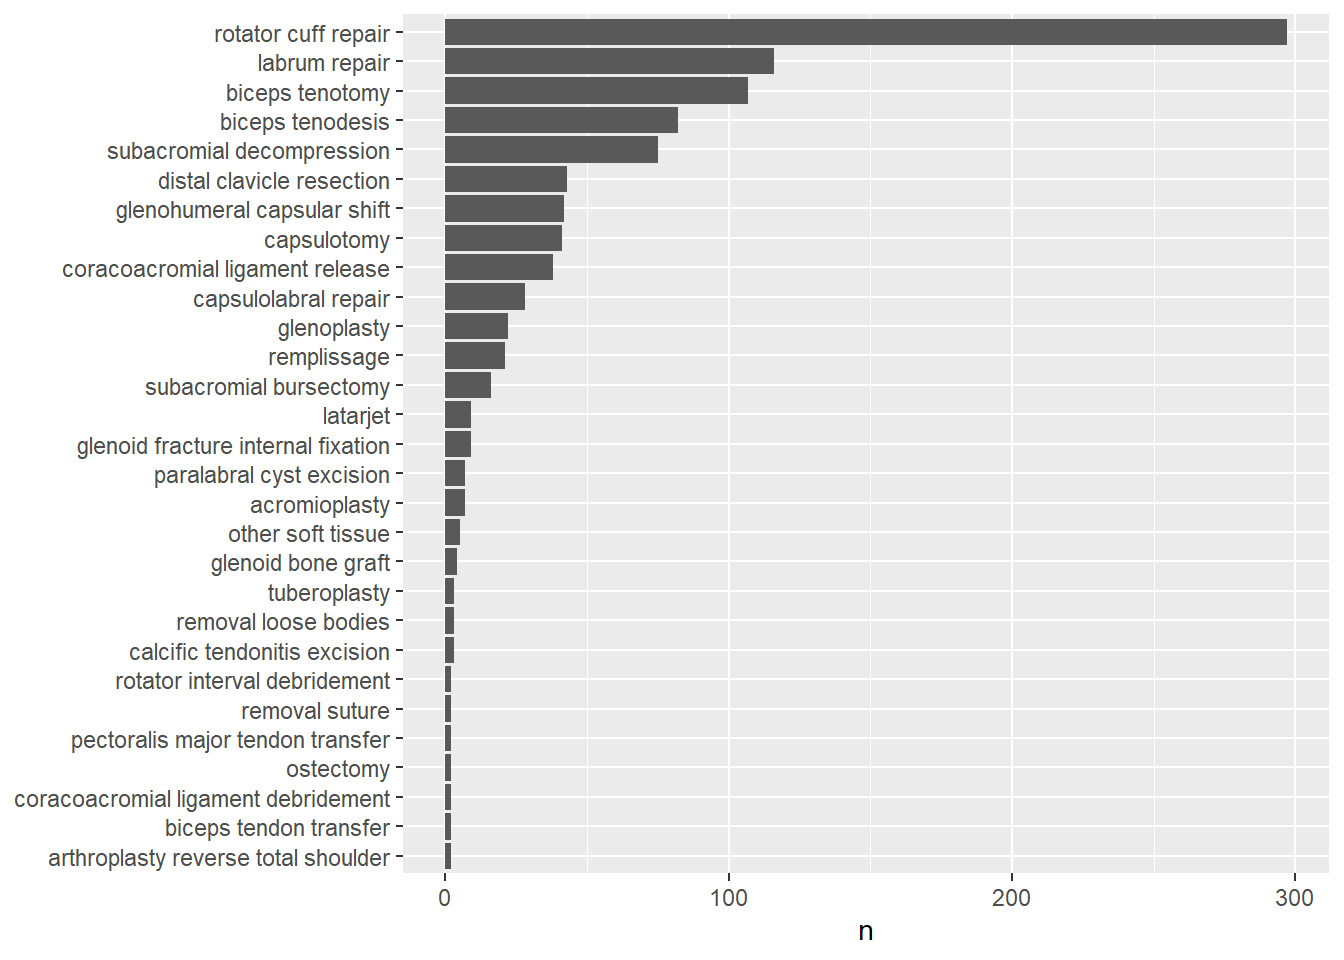 rotator cuff repair
labrum repair
biceps tenotomy
biceps tenodesis
subacromial decompression
distal clavicle resection
glenohumeral capsular shift
capsulotomy
coracoacromial ligament release
capsulolabral repair
glenoplasty
remplissage
subacromial bursectomy
latarjet
glenoid fracture internal fixation
paralabral cyst excision
acromioplasty
other soft tissue
glenoid bone graft
tuberoplasty
removal loose bodies
calcific tendonitis excision
rotator interval debridement
removal suture
pectoralis major tendon transfer
ostectomy
coracoacromial ligament debridement
biceps tendon transfer
arthroplasty reverse total shoulder
0 100 200 300
n